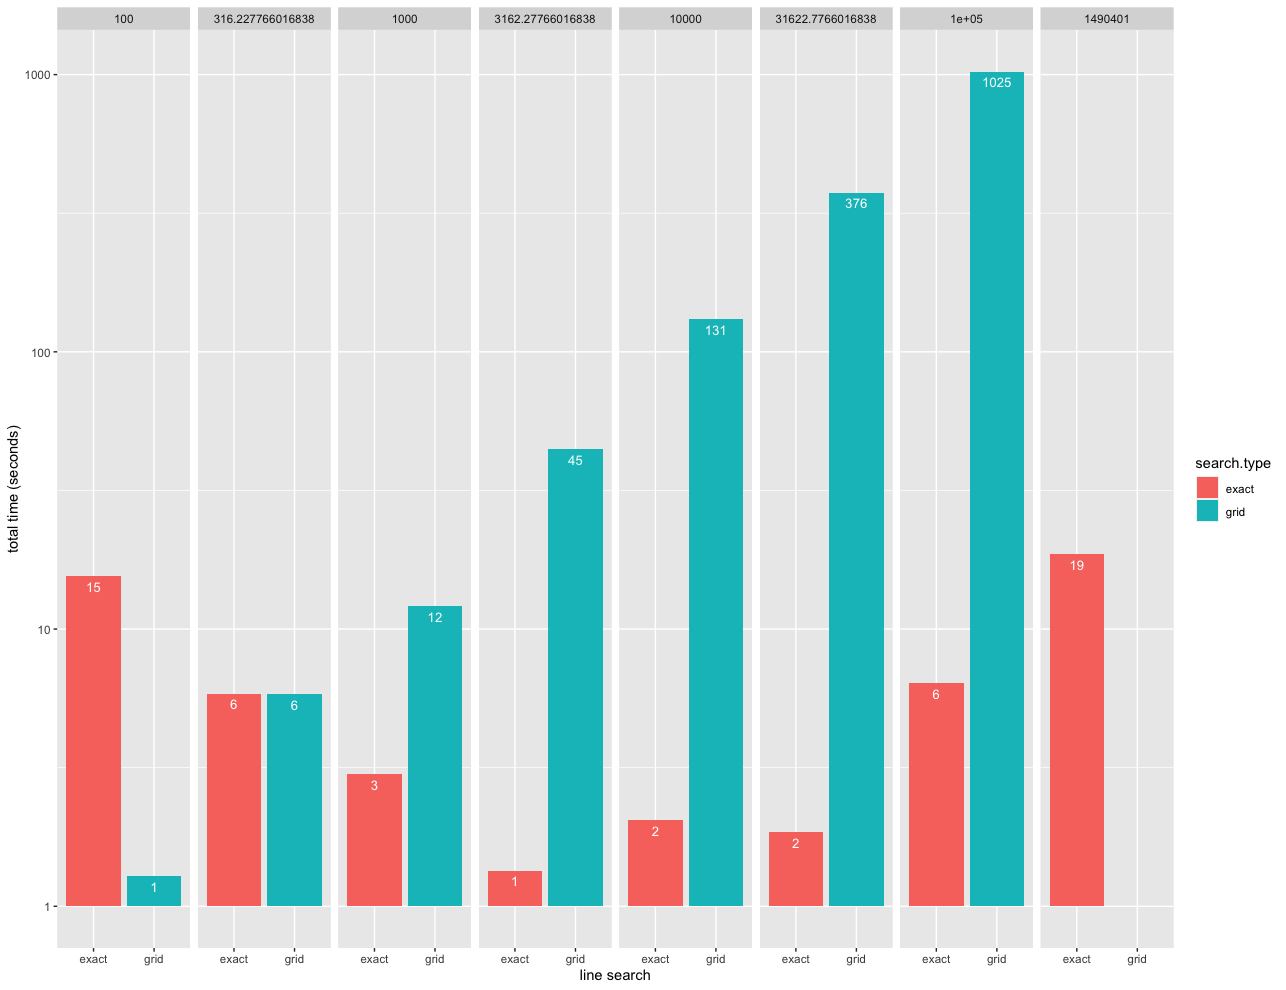 100 316.227766016838 1000 3162.27766016838 10000 31622.7766016838 1e+05 1490401
1000
1025
376
100
131
45
15
19
10
12
6 6
6
3
2
2
1
1
1
exact grid exact grid exact grid exact grid exact grid exact grid exact grid exact grid
line search
total time (seconds)
search.type
exact
grid